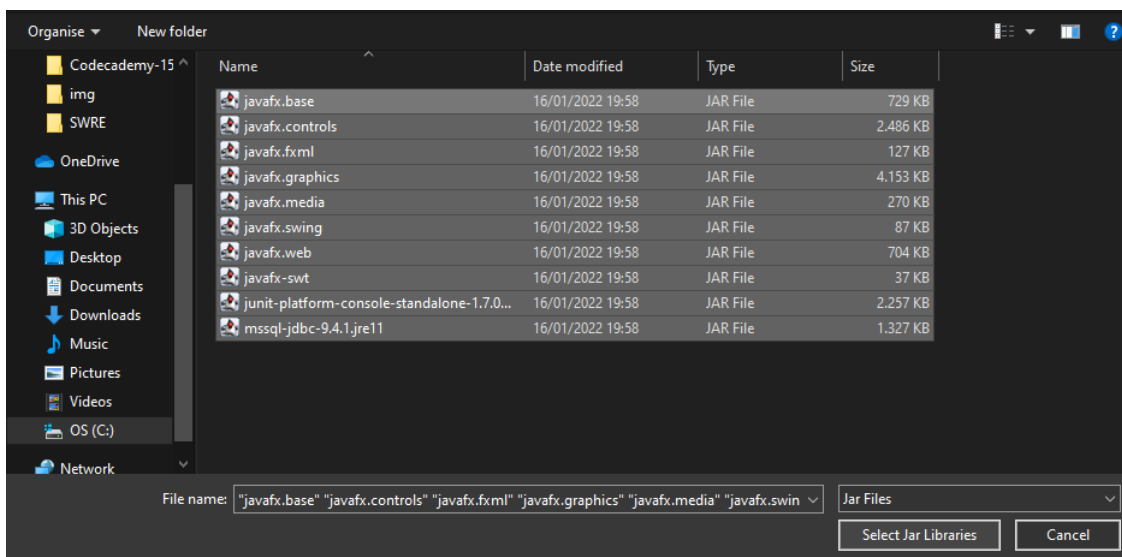 Organise New folder ?
Codecademy-15
img
SWRE
OneDrive
This PC
3D Objects
Desktop
Documents
Downloads
Music
Pictures
Videos
OS (C:)
Network
Name Date modified Type Size
javafx.base 16/01/2022 19:58 JAR File 729 KB
javafx.controls 16/01/2022 19:58 JAR File 2.486 KB
javafx.fxml 16/01/2022 19:58 JAR File 127 KB
javafx.graphics 16/01/2022 19:58 JAR File 4.153 KB
javafx.media 16/01/2022 19:58 JAR File 270 KB
javafx.swing 16/01/2022 19:58 JAR File 87 KB
javafx.web 16/01/2022 19:58 JAR File 704 KB
javafx-swt 16/01/2022 19:58 JAR File 37 KB
junit-platform-console-standalone-1.7.0... 16/01/2022 19:58 JAR File 2.257 KB
mssql-jdbc-9.4.1.jre11 16/01/2022 19:58 JAR File 1.327 KB
File name: "javafx.base" "javafx.controls" "javafx.fxml" "javafx.graphics" "javafx.media" "javafx.swin Jar Files
Select Jar Libraries Cancel